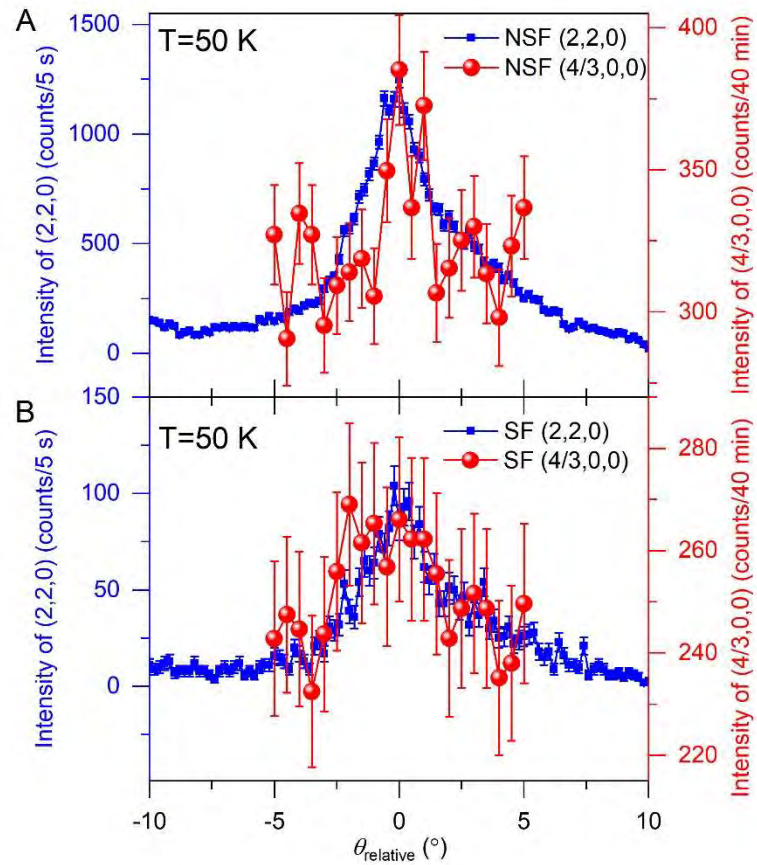 A
T=50 K
NSF (2,2,0)
NSF (4/3,0,0)
1500
1000
500
0
Intensity of (2,2,0) (counts/5 s)
400
350
300
Intensity of (4/3,0,0) (counts/40 min)
B
T=50 K
SF (2,2,0)
SF (4/3,0,0)
150
100
50
0
Intensity of (2,2,0) (counts/5 s)
280
260
240
220
Intensity of (4/3,0,0) (counts/40 min)
-10 -5 0 5 10
θrelative (°)